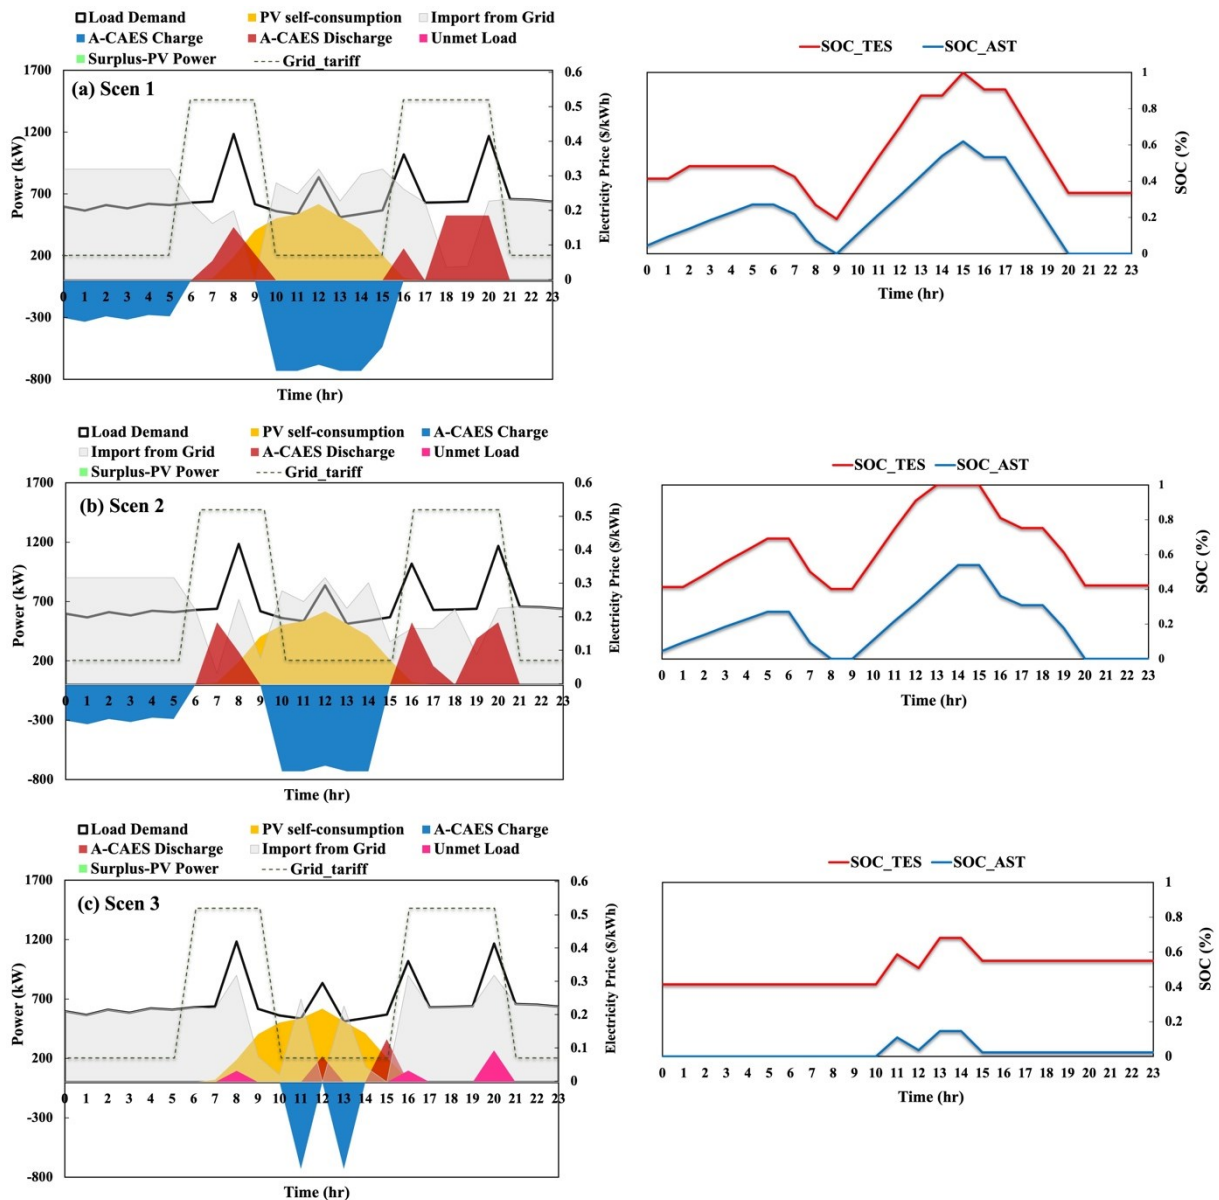 Load Demand PV self-consumption Import from Grid
A-CAES Charge A-CAES Discharge Unmet Load
Surplus-PV Power Grid_tariff
(a) Scen 1
Power (kW)
1700
1200
700
200
-300
-800
0.6
0.5
0.4
0.3
0.2
0.1
0
Electricity Price ($/kWh)
0 1 2 3 4 5 6 7 8 9 10 11 12 13 14 15 16 17 18 19 20 21 22 23
Time (hr)
SOC_TES SOC_AST
1
0.8
0.6
0.4
0.2
0
SOC (%)
0 1 2 3 4 5 6 7 8 9 10 11 12 13 14 15 16 17 18 19 20 21 22 23
Time (hr)
Load Demand PV self-consumption A-CAES Charge
Import from Grid A-CAES Discharge Unmet Load
Surplus-PV Power Grid_tariff
(b) Scen 2
Power (kW)
1700
1200
700
200
-300
-800
0.6
0.5
0.4
0.3
0.2
0.1
0
Electricity Price ($/kWh)
0 1 2 3 4 5 6 7 8 9 10 11 12 13 14 15 16 17 18 19 20 21 22 23
Time (hr)
SOC_TES SOC_AST
1
0.8
0.6
0.4
0.2
0
SOC (%)
0 1 2 3 4 5 6 7 8 9 10 11 12 13 14 15 16 17 18 19 20 21 22 23
Time (hr)
Load Demand PV self-consumption A-CAES Charge
A-CAES Discharge Import from Grid Unmet Load
Surplus-PV Power Grid_tariff
(c) Scen 3
Power (kW)
1700
1200
700
200
-300
-800
0.6
0.5
0.4
0.3
0.2
0.1
0
Electricity Price ($/kWh)
0 1 2 3 4 5 6 7 8 9 10 11 12 13 14 15 16 17 18 19 20 21 22 23
Time (hr)
SOC_TES SOC_AST
1
0.8
0.6
0.4
0.2
0
SOC (%)
0 1 2 3 4 5 6 7 8 9 10 11 12 13 14 15 16 17 18 19 20 21 22 23
Time (hr)